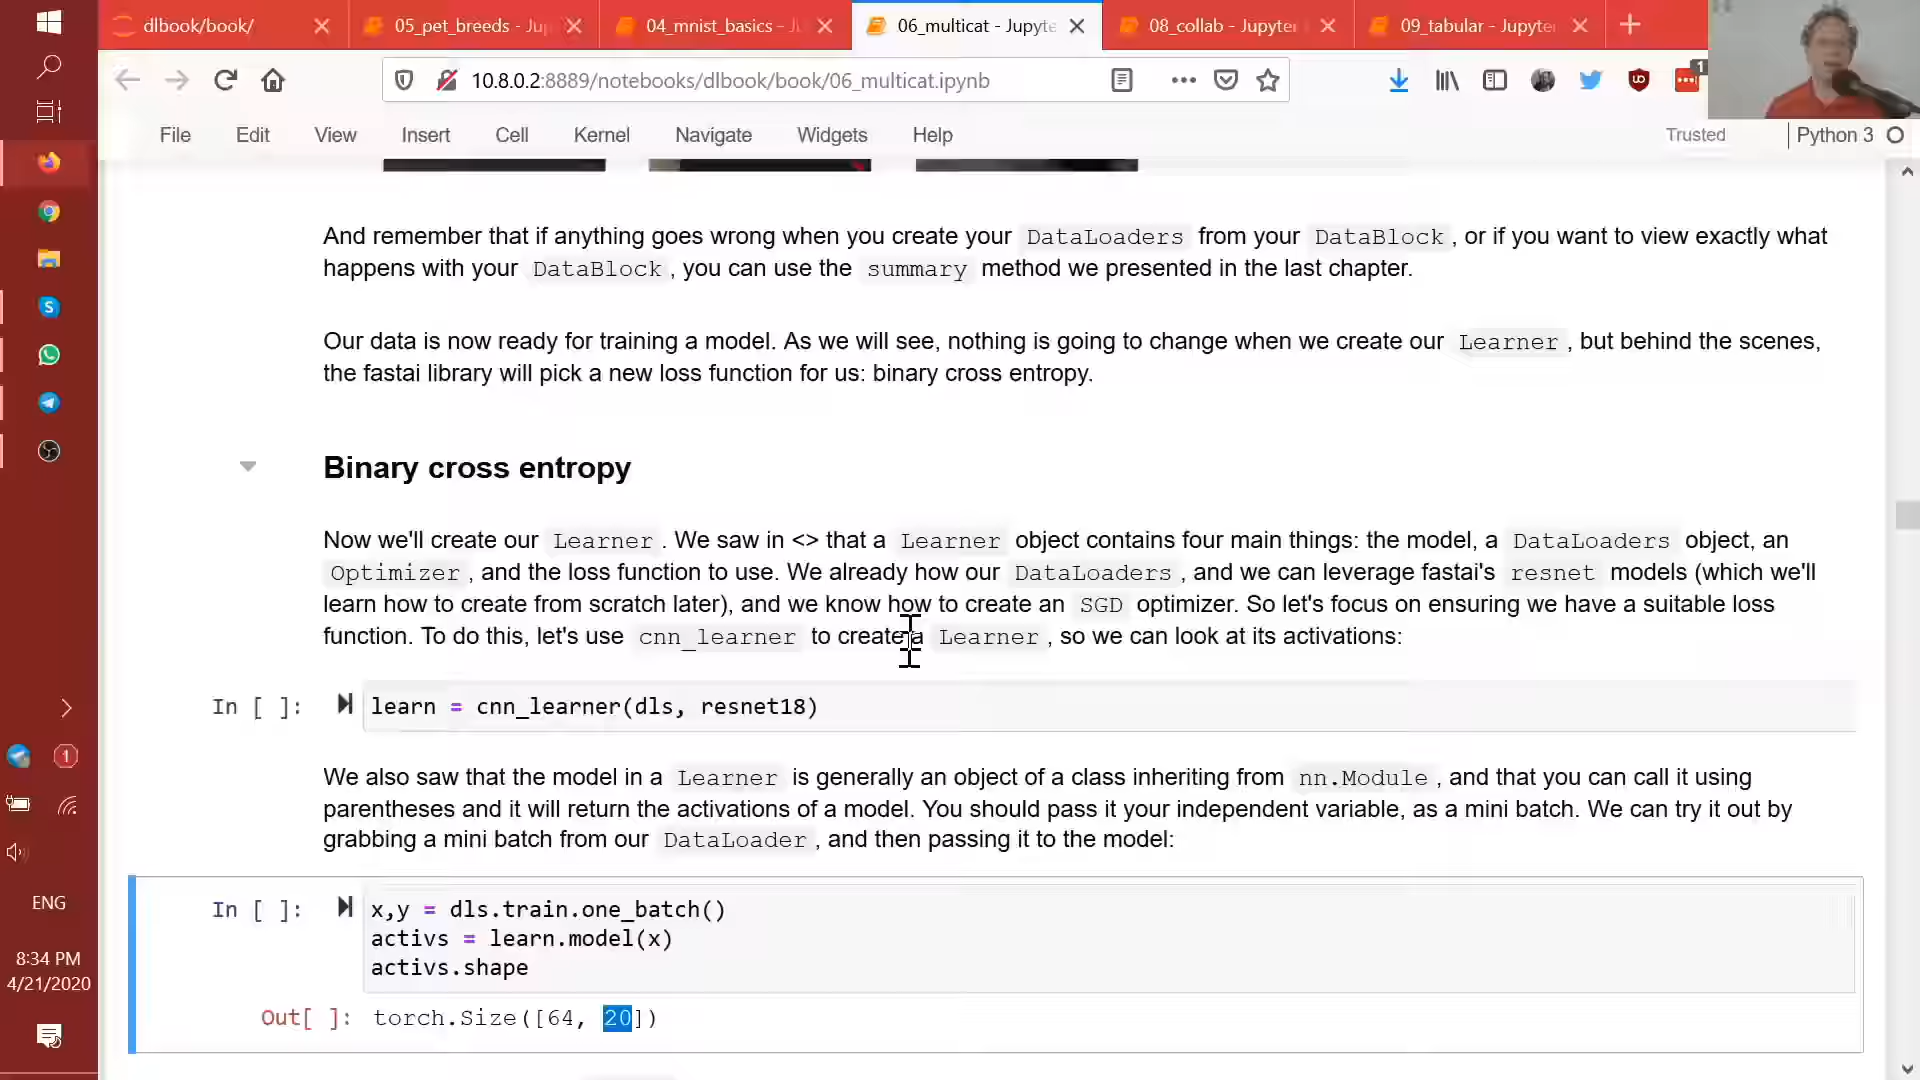 dlbook/book/
05_pet_breeds - Jup
04_mnist_basics - Ju
06_multicat - Jupyte
08_collab - Jupyter
09_tabular - Jupyter
10.8.0.2:8889/notebooks/dlbook/book/06_multicat.ipynb
1
File Edit View Insert Cell Kernel Navigate Widgets Help
Trusted
Python 3
And remember that if anything goes wrong when you create your DataLoaders from your DataBlock, or if you want to view exactly what
happens with your DataBlock, you can use the summary method we presented in the last chapter.
Our data is now ready for training a model. As we will see, nothing is going to change when we create our Learner, but behind the scenes,
the fastai library will pick a new loss function for us: binary cross entropy.
Binary cross entropy
Now we'll create our Learner. We saw in <> that a Learner object contains four main things: the model, a DataLoaders object, an
Optimizer, and the loss function to use. We already how our DataLoaders, and we can leverage fastai's resnet models (which we'll
learn how to create from scratch later), and we know how to create an SGD optimizer. So let's focus on ensuring we have a suitable loss
function. To do this, let's use cnn_learner to create a Learner, so we can look at its activations:
In [ ]: learn = cnn_learner(dls, resnet18)
We also saw that the model in a Learner is generally an object of a class inheriting from nn.Module, and that you can call it using
parentheses and it will return the activations of a model. You should pass it your independent variable, as a mini batch. We can try it out by
grabbing a mini batch from our DataLoader, and then passing it to the model:
In [ ]: x,y = dls.train.one_batch()
activs = learn.model(x)
activs.shape
Out[ ]: torch.Size([64, 20])
1
ENG
8:34 PM
4/21/2020